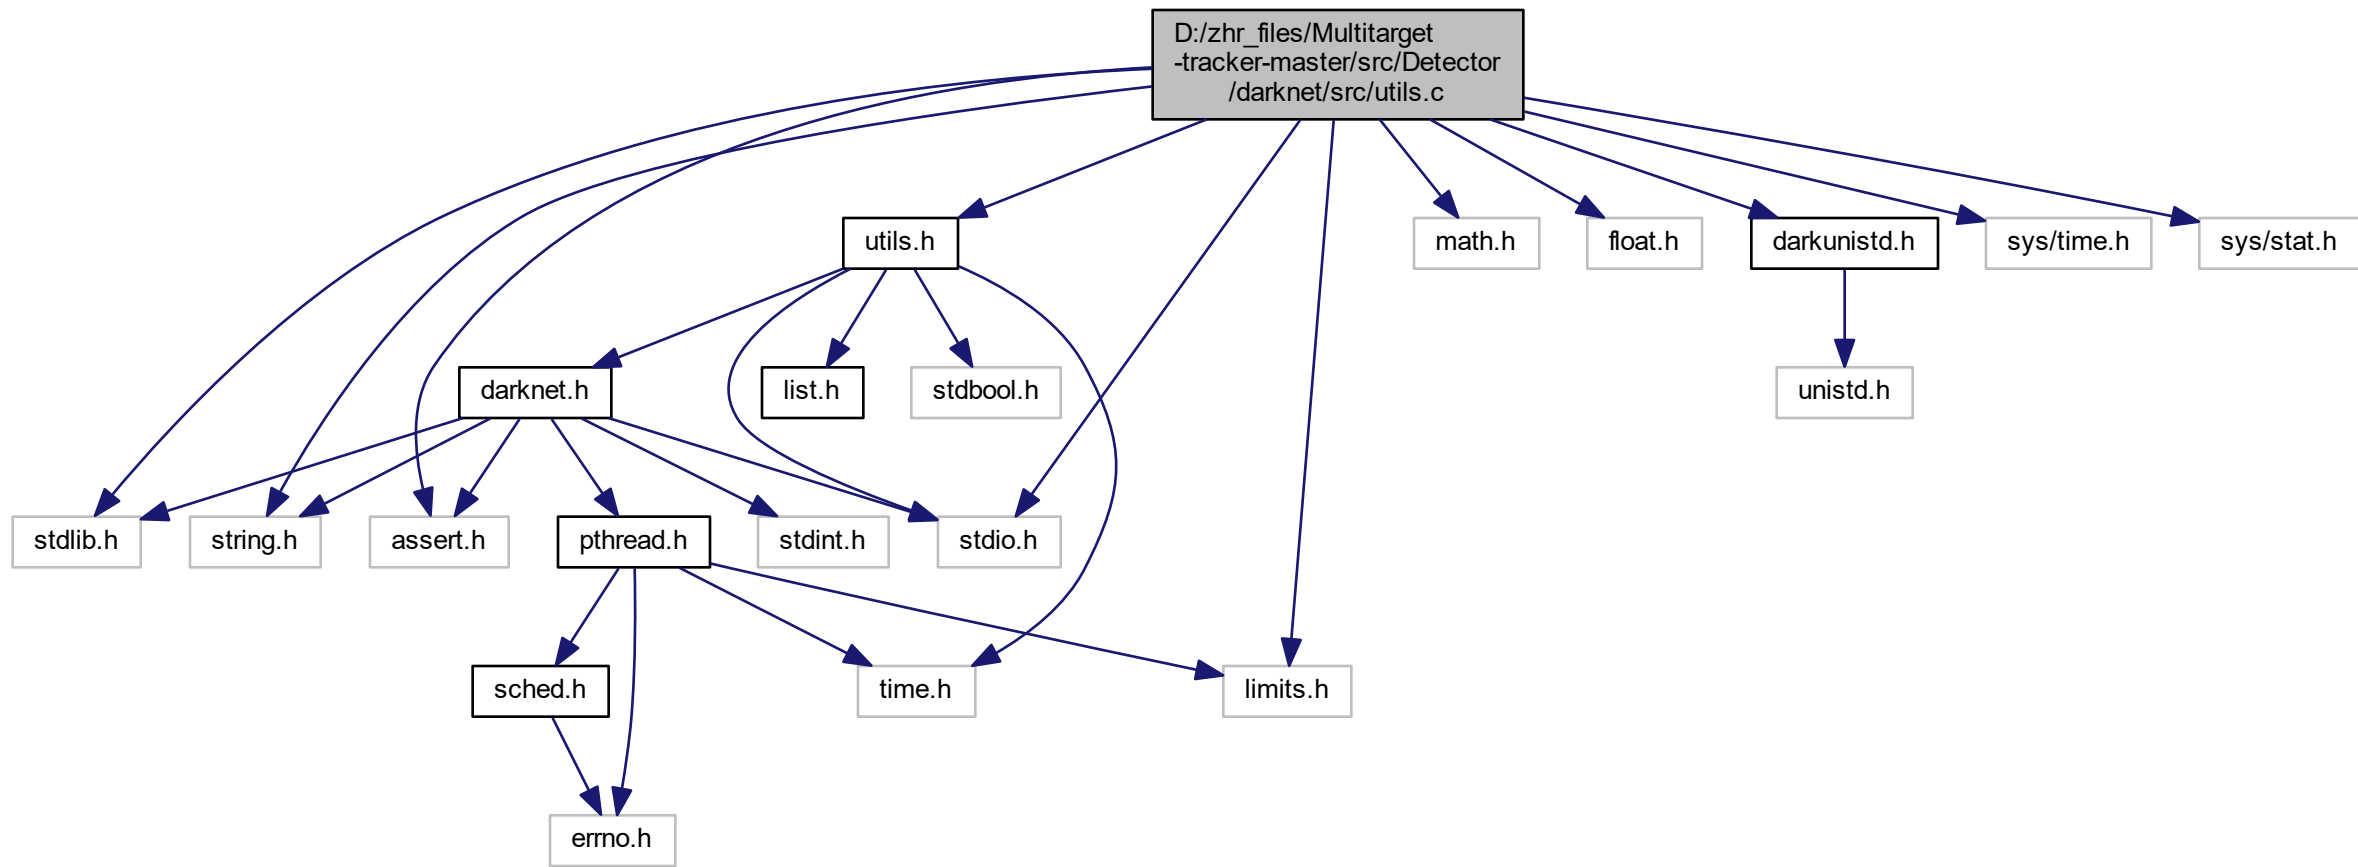 D:/zhr_files/Multitarget
-tracker-master/src/Detector
/darknet/src/utils.c
utils.h
math.h
float.h
darkunistd.h
sys/time.h
sys/stat.h
darknet.h
list.h
stdbool.h
unistd.h
stdlib.h
string.h
assert.h
pthread.h
stdint.h
stdio.h
sched.h
time.h
limits.h
errno.h